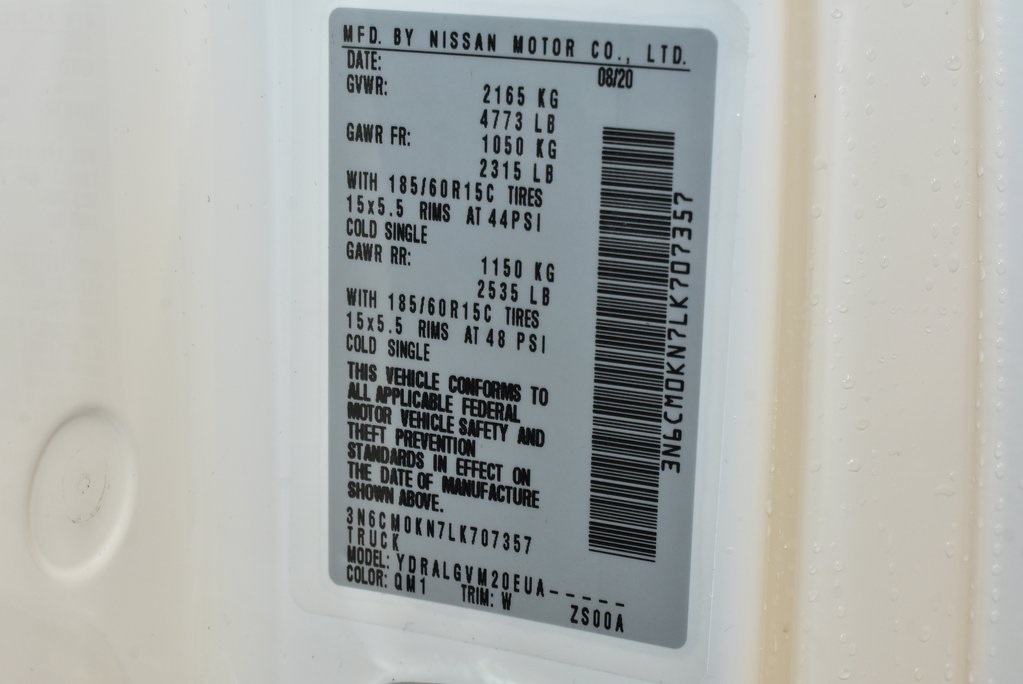 MFD. BY NISSAN MOTOR CO., LTD.
DATE: 08/20
GVWR: 2165 KG
4773 LB
GAWR FR: 1050 KG
2315 LB
WITH 185/60R15C TIRES
15x5.5 RIMS AT 44PSI
COLD SINGLE
GAWR RR: 1150 KG
2535 LB
WITH 185/60R15C TIRES
15x5.5 RIMS AT 48 PSI
COLD SINGLE
THIS VEHICLE CONFORMS TO
ALL APPLICABLE FEDERAL
MOTOR VEHICLE SAFETY AND
THEFT PREVENTION
STANDARDS IN EFFECT ON
THE DATE OF MANUFACTURE
SHOWN ABOVE.
3N6CM0KN7LK707357
TRUCK
MODEL: YDRALGVM20EUA-----
COLOR: QM1 TRIM: W ZS00A
3N6CM0KN7LK707357